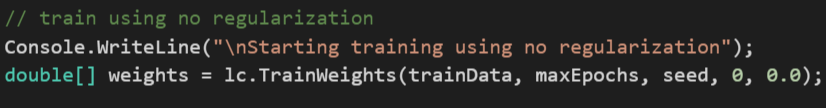 // train using no regularization
Console.WriteLine("\nStarting training using no regularization");
double[] weights = lc.TrainWeights(trainData, maxEpochs, seed, 0, 0.0);